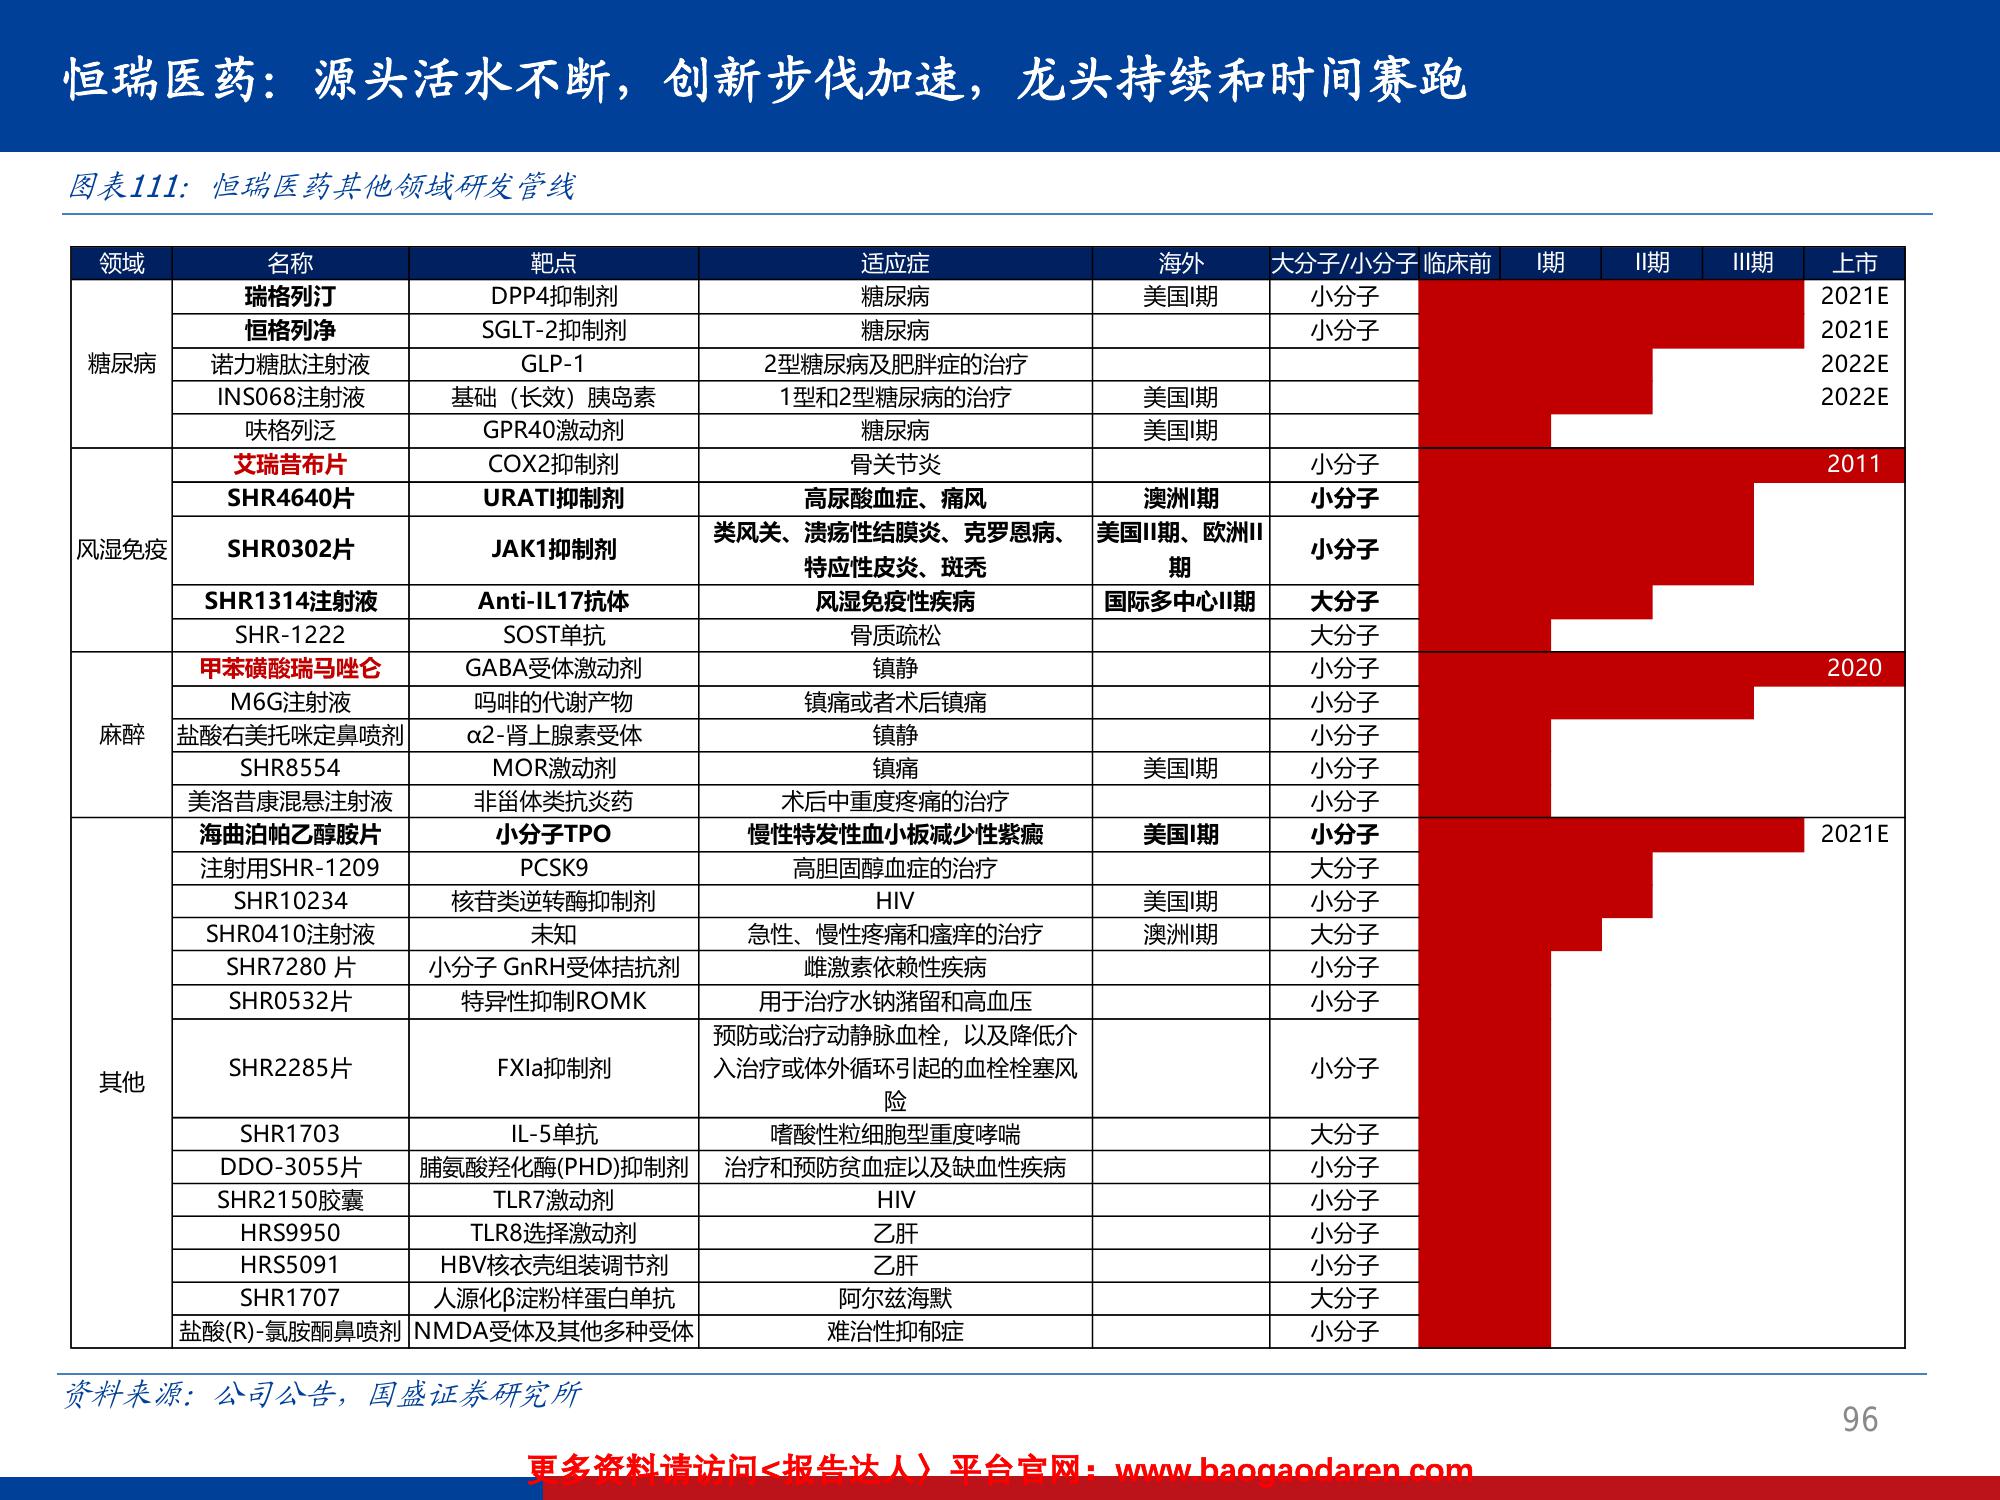 恒瑞医药：源头活水不断，创新步伐加速，龙头持续和时间赛跑
图表111：恒瑞医药其他领域研发管线
领域 名称 靶点 适应症 海外 大分子/小分子 临床前 I期 II期 III期 上市
糖尿病
瑞格列汀 DPP4抑制剂 糖尿病 美国I期 小分子 2021E
恒格列净 SGLT-2抑制剂 糖尿病 小分子 2021E
诺力糖肽注射液 GLP-1 2型糖尿病及肥胖症的治疗 2022E
INS068注射液 基础（长效）胰岛素 1型和2型糖尿病的治疗 美国I期 2022E
呋格列泛 GPR40激动剂 糖尿病 美国I期
风湿免疫
艾瑞昔布片 COX2抑制剂 骨关节炎 小分子 2011
SHR4640片 URATI抑制剂 高尿酸血症、痛风 澳洲I期 小分子
SHR0302片 JAK1抑制剂 类风关、溃疡性结膜炎、克罗恩病、
特应性皮炎、斑秃 美国II期、欧洲II
期 小分子
SHR1314注射液 Anti-IL17抗体 风湿免疫性疾病 国际多中心II期 大分子
SHR-1222 SOST单抗 骨质疏松 大分子
麻醉
甲苯磺酸瑞马唑仑 GABA受体激动剂 镇静 小分子 2020
M6G注射液 吗啡的代谢产物 镇痛或者术后镇痛 小分子
盐酸右美托咪定鼻喷剂 α2-肾上腺素受体 镇静 小分子
SHR8554 MOR激动剂 镇痛 美国I期 小分子
美洛昔康混悬注射液 非甾体类抗炎药 术后中重度疼痛的治疗 小分子
其他
海曲泊帕乙醇胺片 小分子TPO 慢性特发性血小板减少性紫癜 美国I期 小分子 2021E
注射用SHR-1209 PCSK9 高胆固醇血症的治疗 大分子
SHR10234 核苷类逆转酶抑制剂 HIV 美国I期 小分子
SHR0410注射液 未知 急性、慢性疼痛和瘙痒的治疗 澳洲I期 大分子
SHR7280 片 小分子 GnRH受体拮抗剂 雌激素依赖性疾病 小分子
SHR0532片 特异性抑制ROMK 用于治疗水钠潴留和高血压 小分子
SHR2285片 FXIa抑制剂 预防或治疗动静脉血栓，以及降低介
入治疗或体外循环引起的血栓栓塞风
险 小分子
SHR1703 IL-5单抗 嗜酸性粒细胞型重度哮喘 大分子
DDO-3055片 脯氨酸羟化酶(PHD)抑制剂 治疗和预防贫血症以及缺血性疾病 小分子
SHR2150胶囊 TLR7激动剂 HIV 小分子
HRS9950 TLR8选择激动剂 乙肝 小分子
HRS5091 HBV核衣壳组装调节剂 乙肝 小分子
SHR1707 人源化β淀粉样蛋白单抗 阿尔兹海默 大分子
盐酸(R)-氯胺酮鼻喷剂 NMDA受体及其他多种受体 难治性抑郁症 小分子
资料来源：公司公告，国盛证券研究所
96
更多资料请访问<报告达人〉平台官网：www.baogaodaren.com